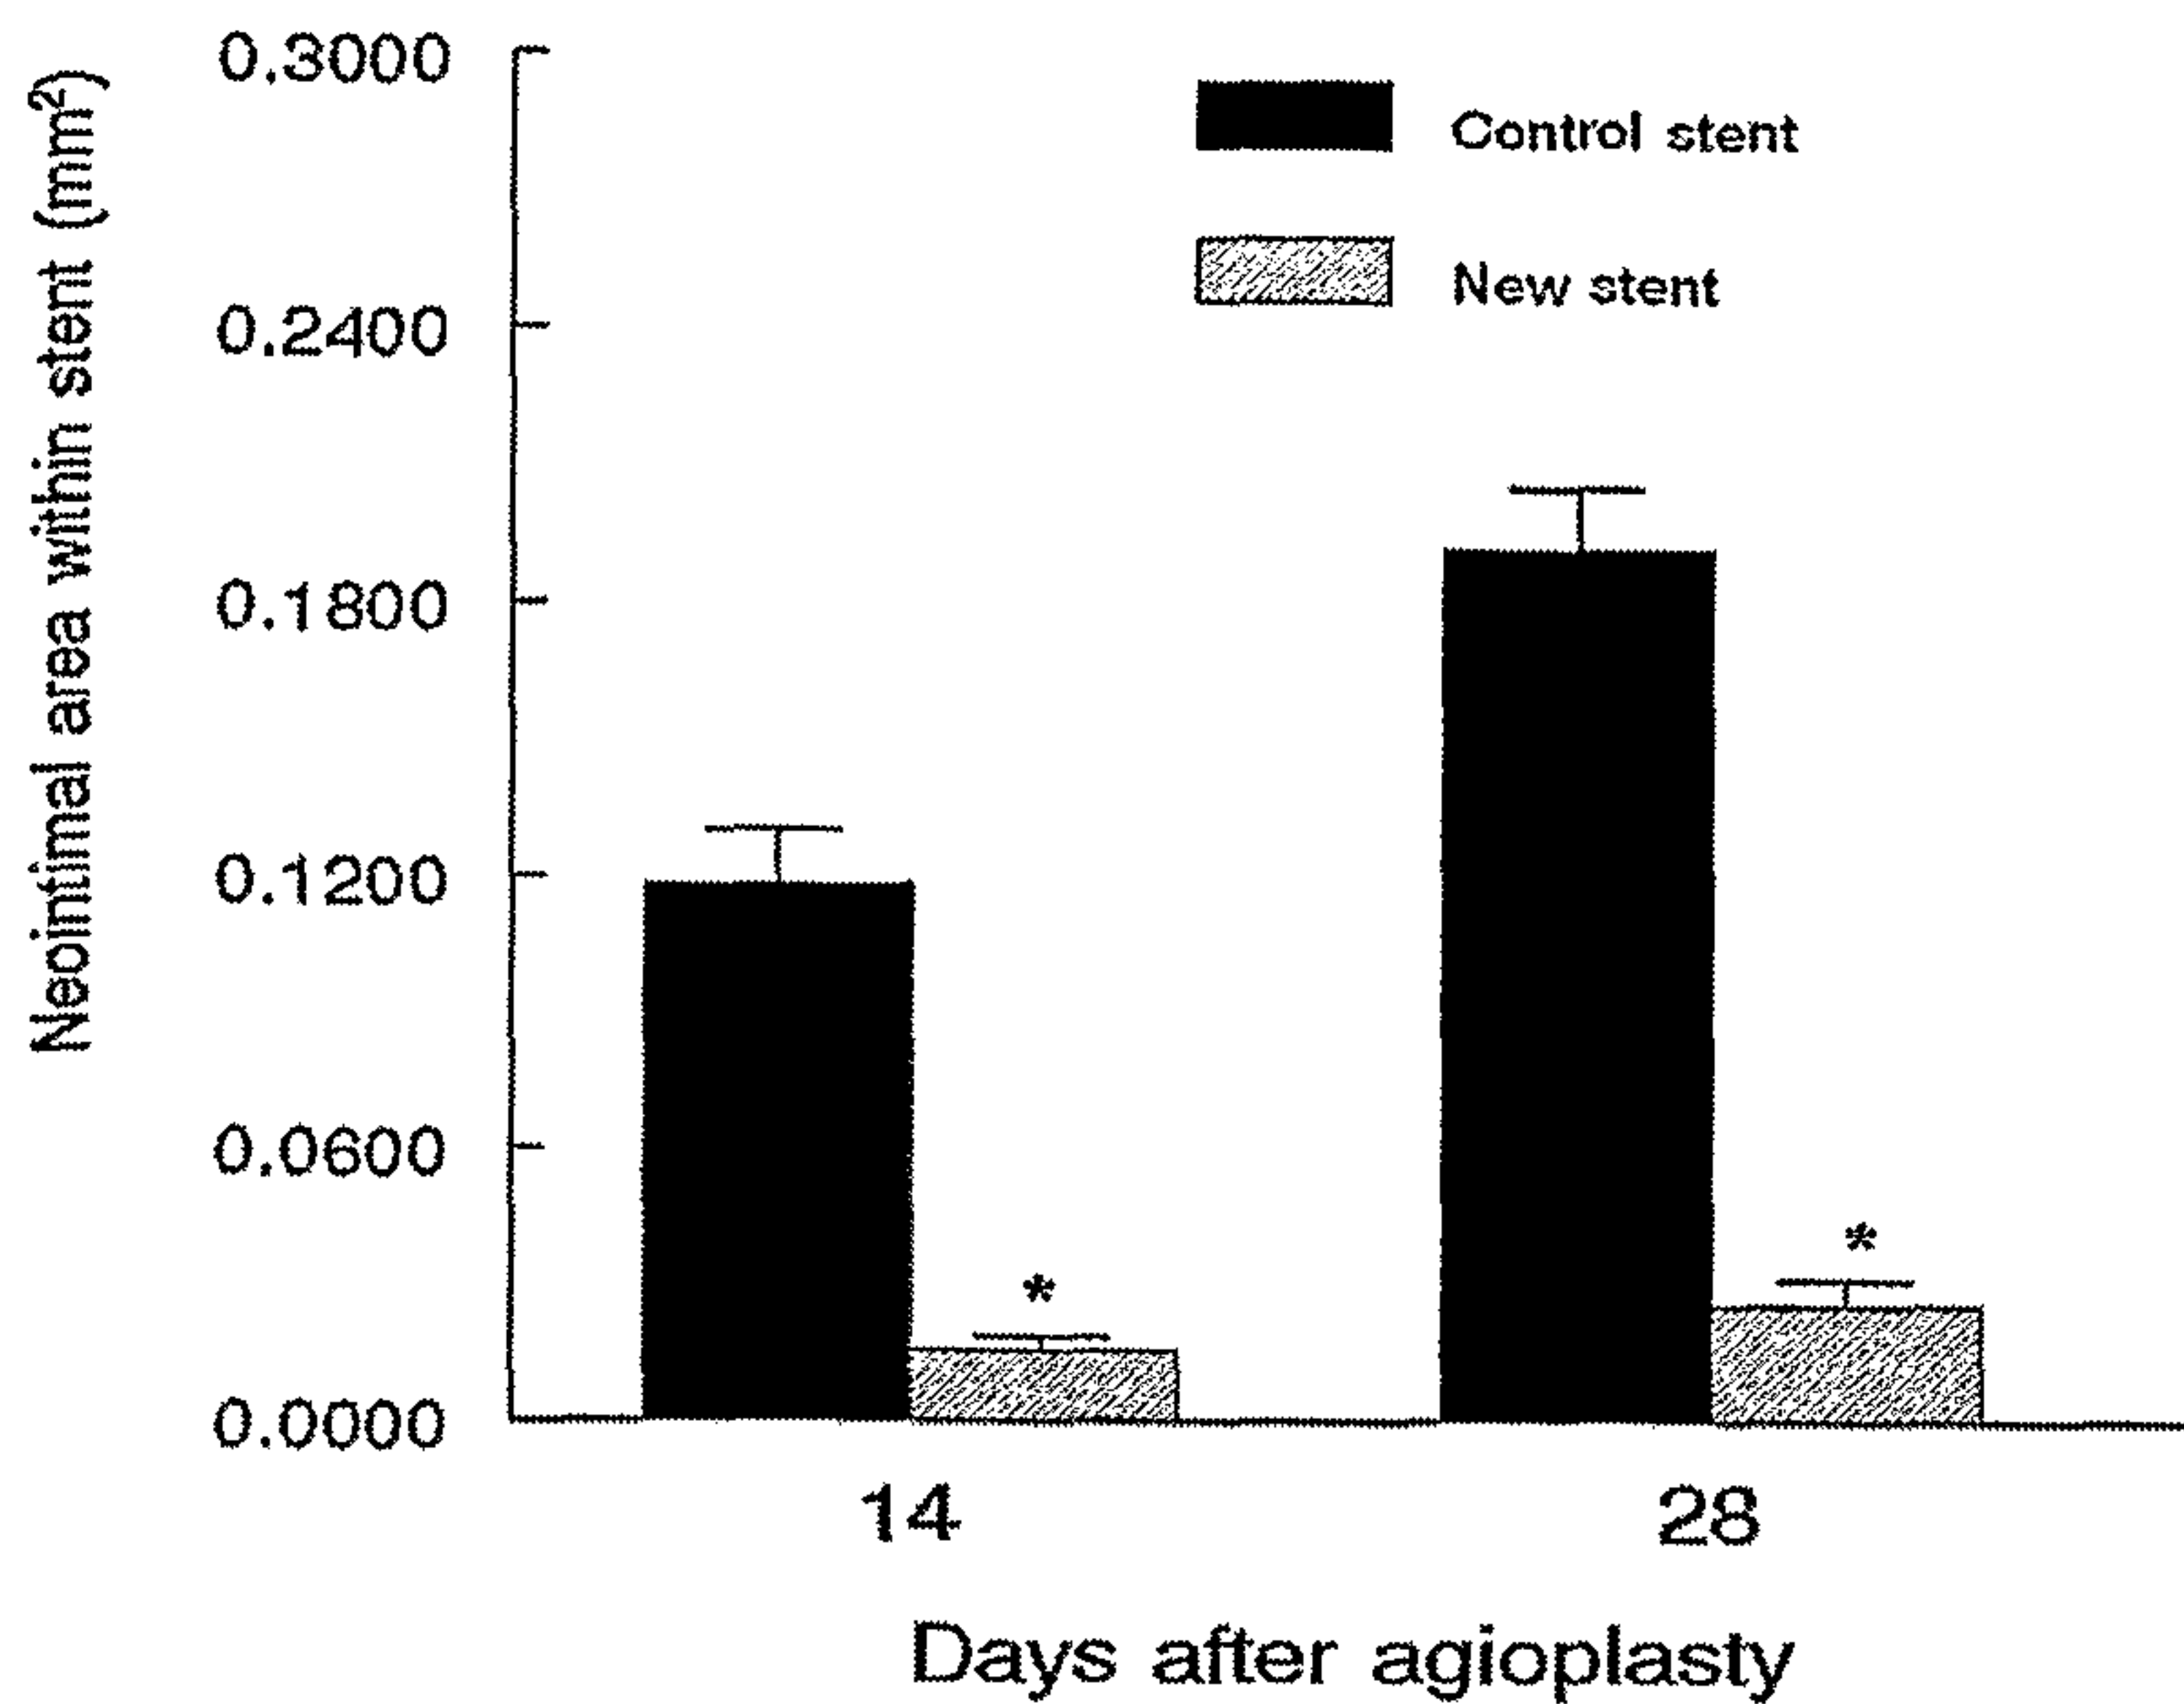 Neointimal area within stent (mm²)
0.3000
0.2400
0.1800
0.1200
0.0600
0.0000
Control stent
New stent
*
*
14
28
Days after agioplasty